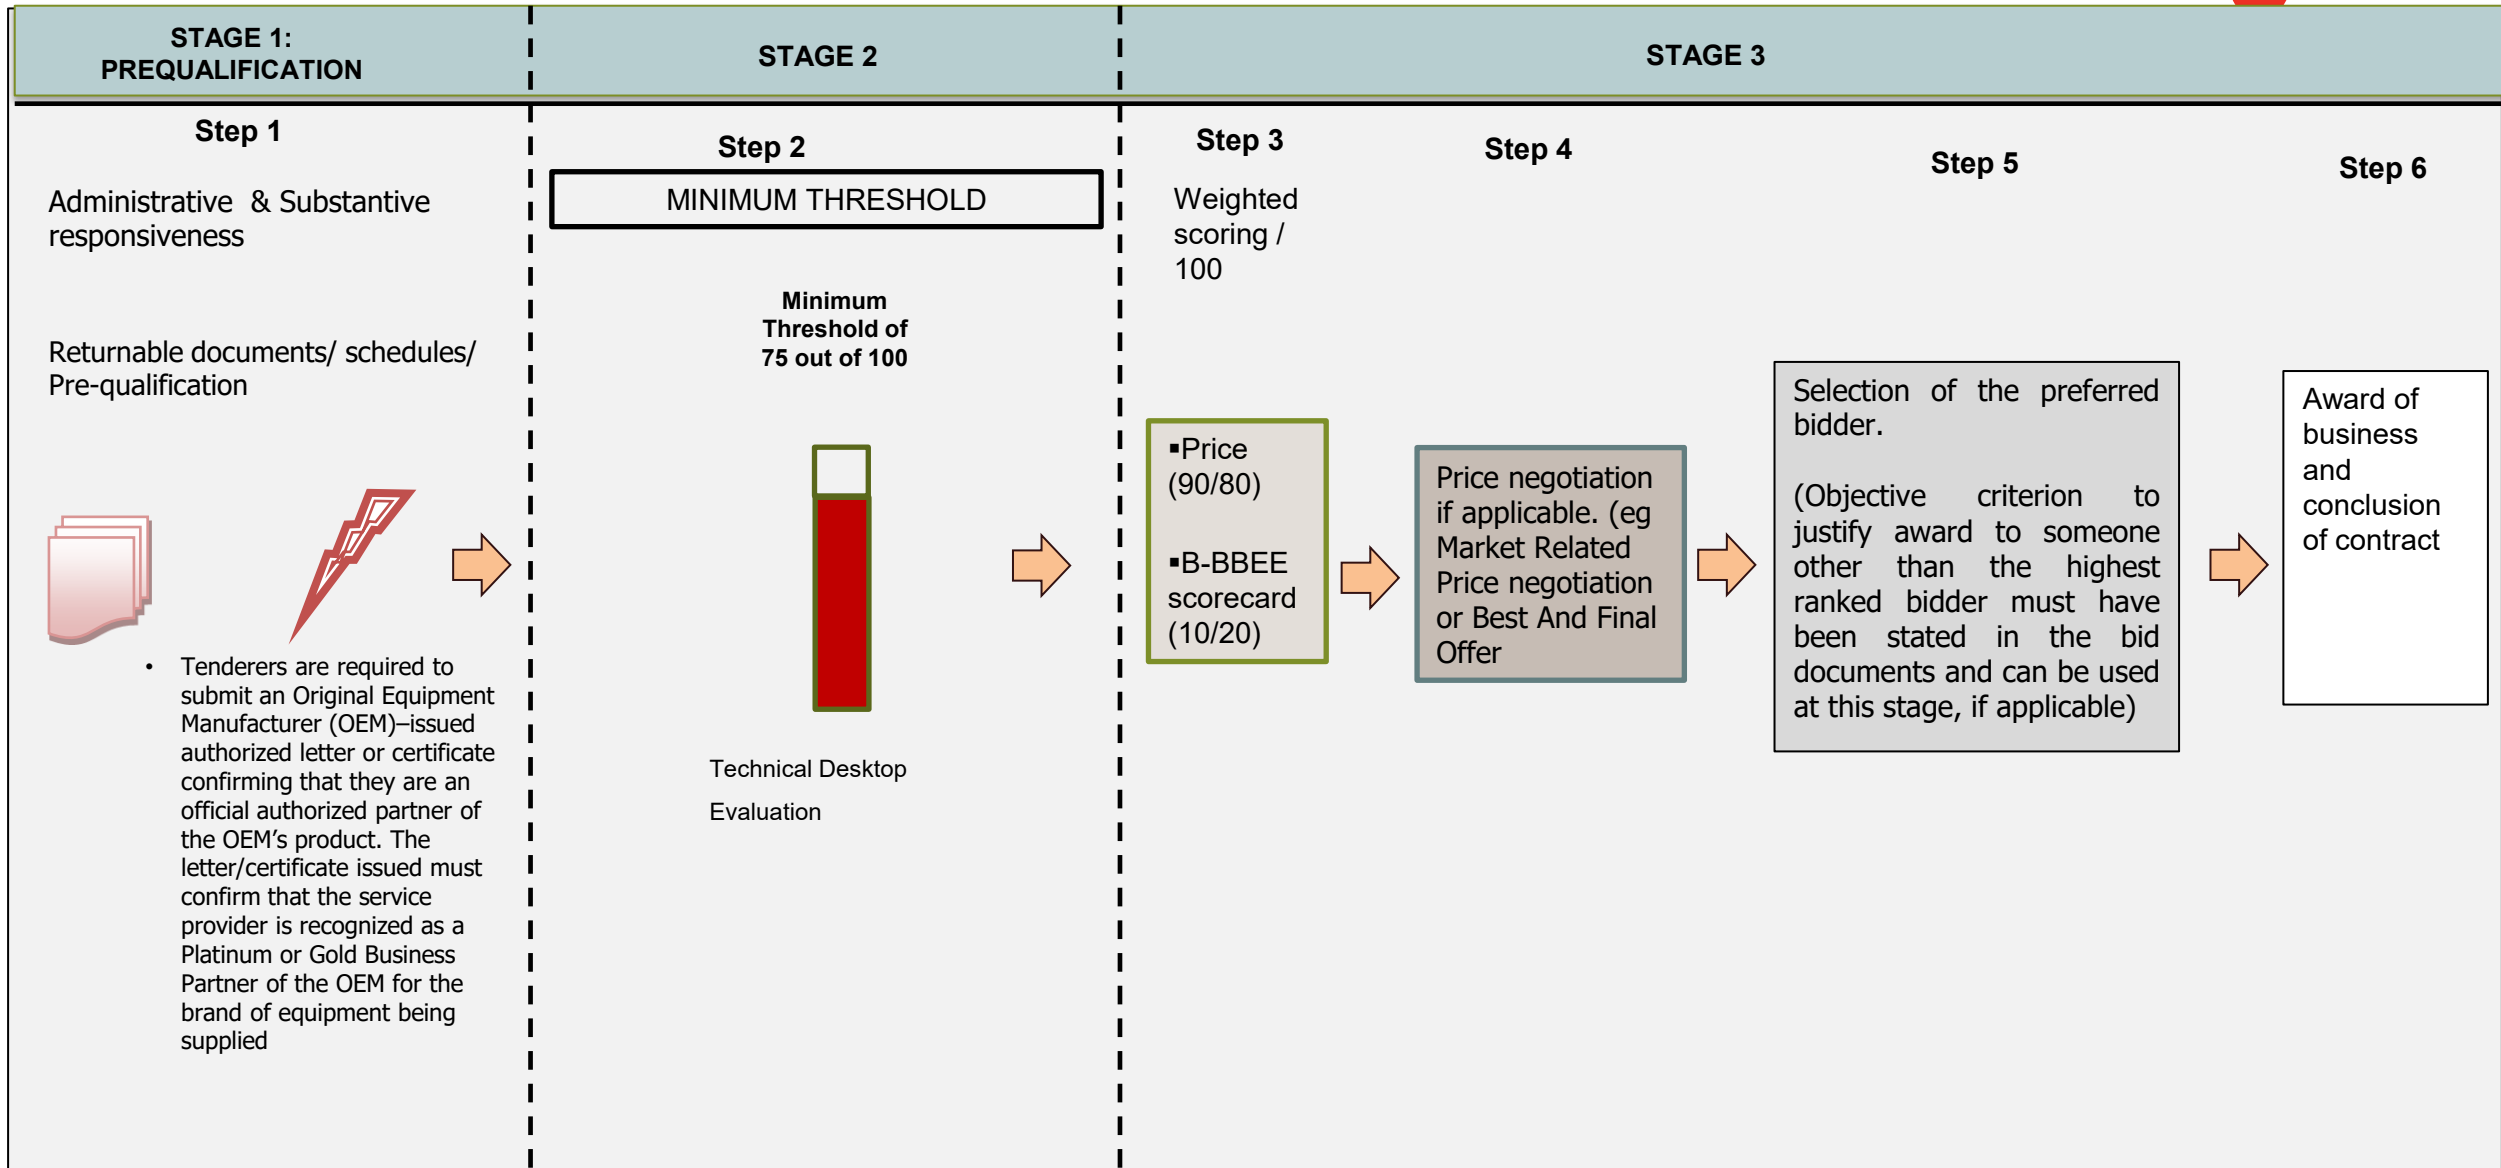 STAGE 1:
PREQUALIFICATION
STAGE 2
STAGE 3
Step 1
Administrative & Substantive
responsiveness
Returnable documents/ schedules/
Pre-qualification
• Tenderers are required to
submit an Original Equipment
Manufacturer (OEM)–issued
authorized letter or certificate
confirming that they are an
official authorized partner of
the OEM’s product. The
letter/certificate issued must
confirm that the service
provider is recognized as a
Platinum or Gold Business
Partner of the OEM for the
brand of equipment being
supplied
Step 2
MINIMUM THRESHOLD
Minimum
Threshold of
75 out of 100
Technical Desktop
Evaluation
Step 3
Weighted
scoring /
100
▪Price
(90/80)
▪B-BBEE
scorecard
(10/20)
Step 4
Price negotiation
if applicable. (eg
Market Related
Price negotiation
or Best And Final
Offer
Step 5
Selection of the preferred
bidder.
(Objective criterion to
justify award to someone
other than the highest
ranked bidder must have
been stated in the bid
documents and can be used
at this stage, if applicable)
Step 6
Award of
business
and
conclusion
of contract